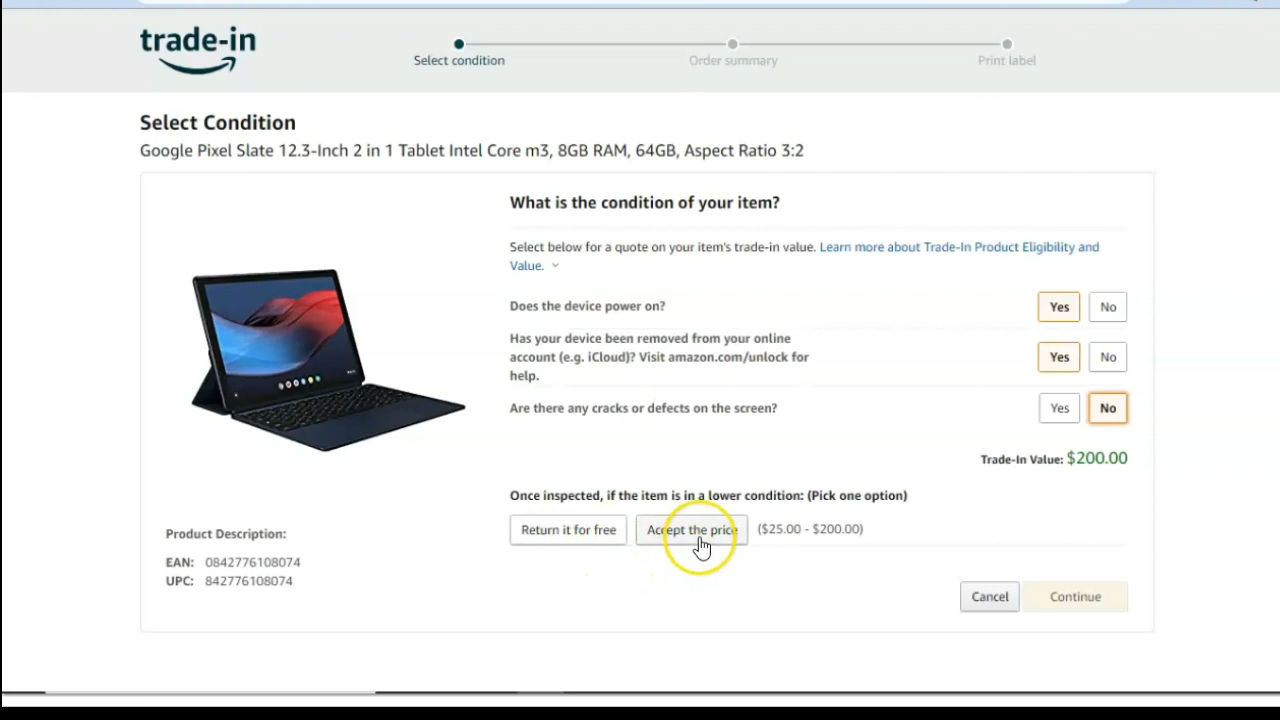 trade-in
Select condition
Order summary
Print label
Select Condition
Google Pixel Slate 12.3-Inch 2 in 1 Tablet Intel Core m3, 8GB RAM, 64GB, Aspect Ratio 3:2
What is the condition of your item?
Select below for a quote on your item's trade-in value. Learn more about Trade-In Product Eligibility and
Value.
Does the device power on?
Yes
No
Has your device been removed from your online
account (e.g. iCloud)? Visit amazon.com/unlock for
help.
Yes
No
Are there any cracks or defects on the screen?
Yes
No
Trade-In Value: $200.00
Once inspected, if the item is in a lower condition: (Pick one option)
Return it for free
Accept the price
($25.00 - $200.00)
Product Description:
EAN: 0842776108074
UPC: 842776108074
Cancel
Continue